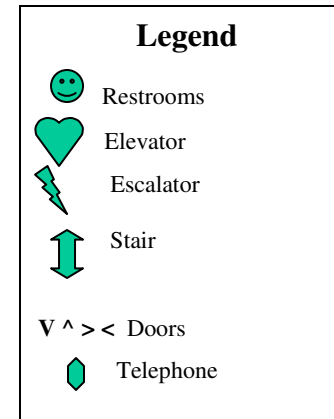 Legend
Restrooms
Elevator
Escalator
Stair
V ^ > < Doors
Telephone